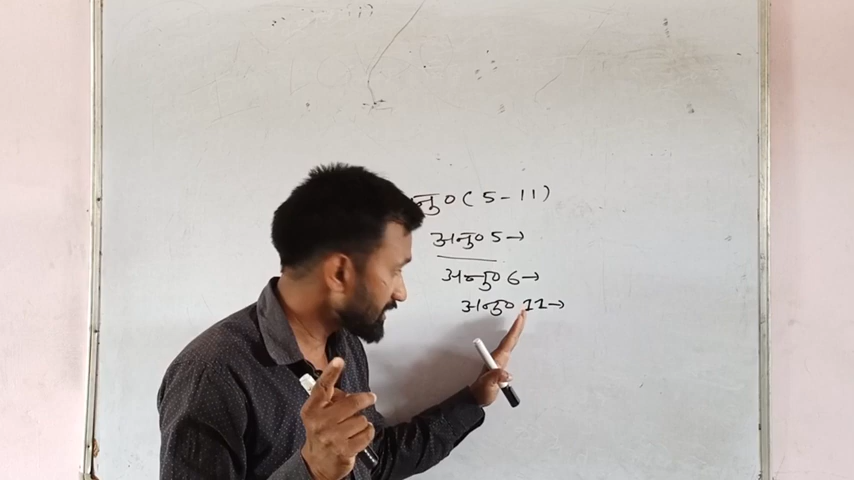 नु० ( 5 - 11 )
अनु० 5 →
अनु० 6 →
अनु० 11 →